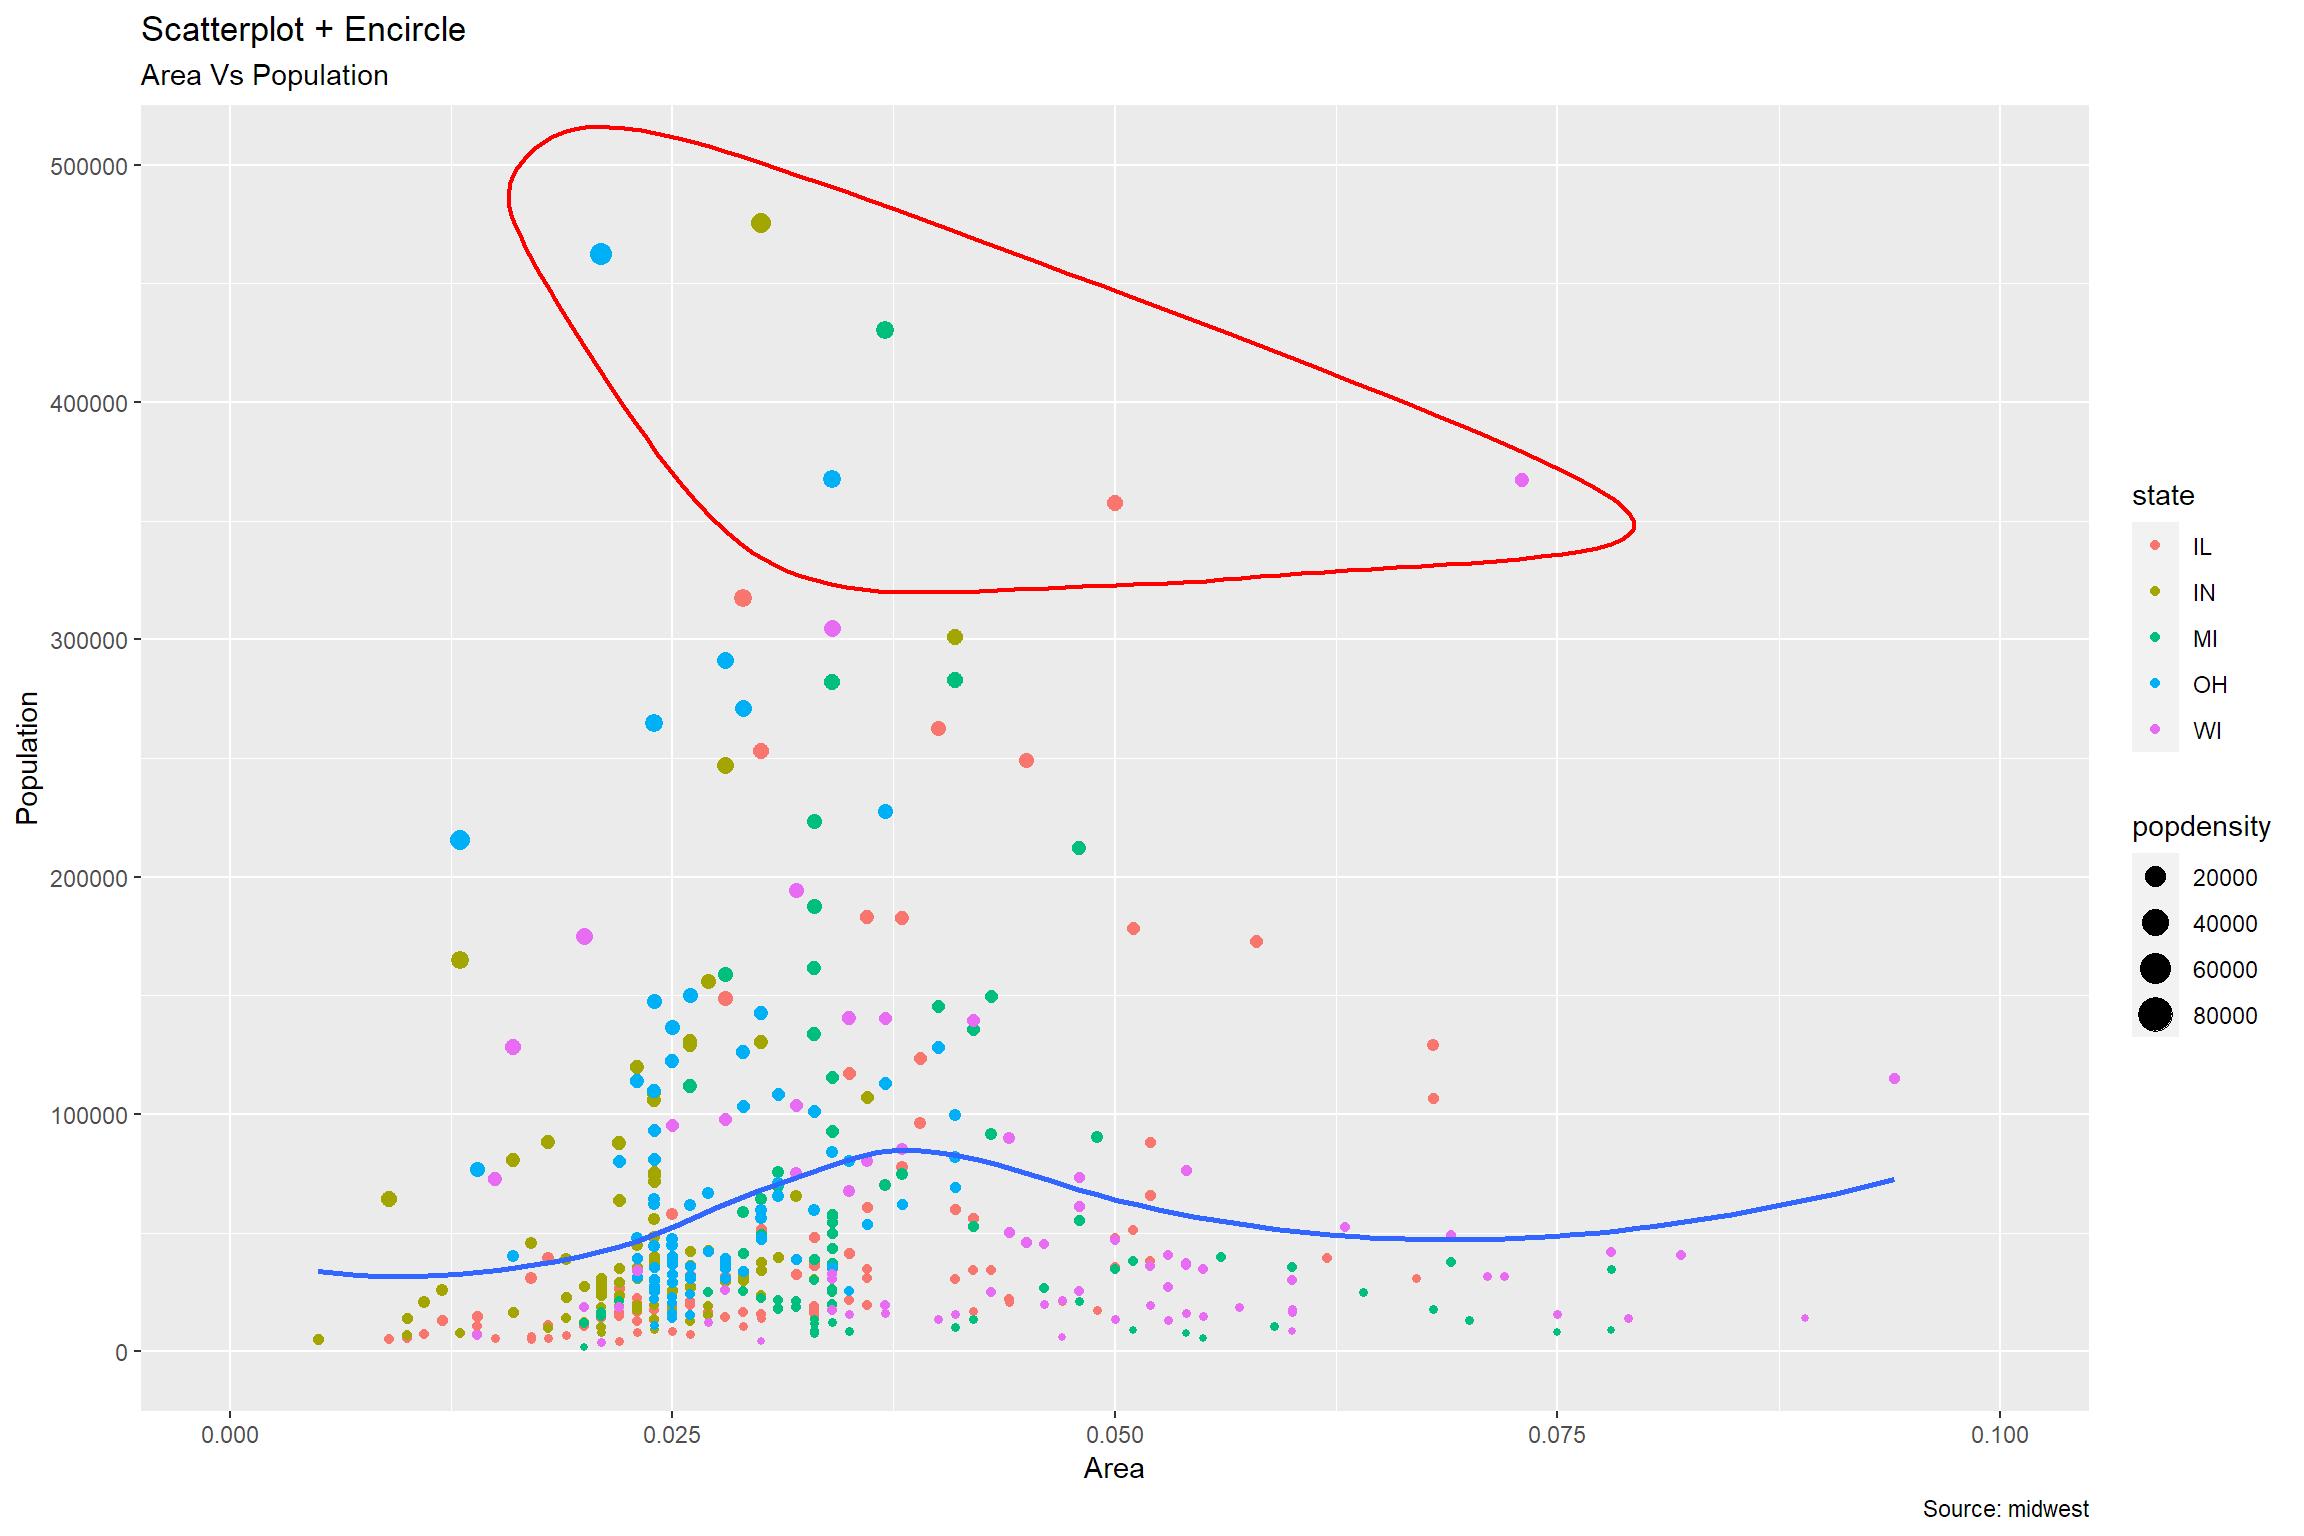 Scatterplot + Encircle
Area Vs Population
500000
400000
300000
200000
100000
0
Population
0.000
0.025
0.050
0.075
0.100
Area
state
IL
IN
MI
OH
WI
popdensity
20000
40000
60000
80000
Source: midwest